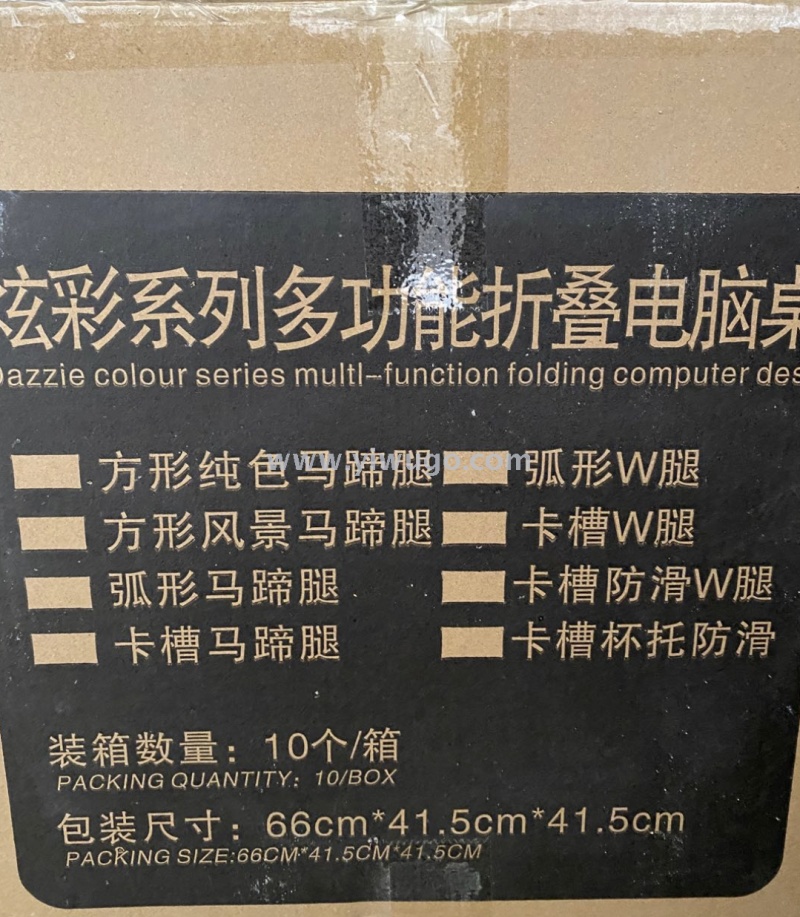 炫彩系列多功能折叠电脑桌
Dazzie colour series multl-function folding computer des
www.yiwugo.com
方形纯色马蹄腿 弧形W腿
方形风景马蹄腿 卡槽W腿
弧形马蹄腿 卡槽防滑W腿
卡槽马蹄腿 卡槽杯托防滑
装箱数量：10个/箱
PACKING QUANTITY: 10/BOX
包装尺寸：66cm*41.5cm*41.5cm
PACKING SIZE:66CM*41.5CM*41.5CM